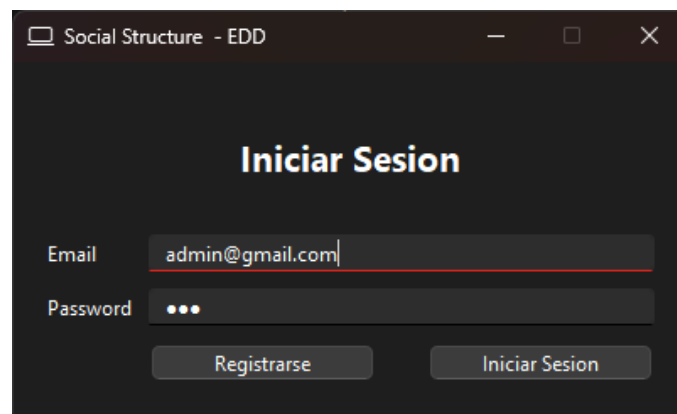 Social Structure - EDD
Iniciar Sesion
Email admin@gmail.com
Password •••
Registrarse Iniciar Sesion